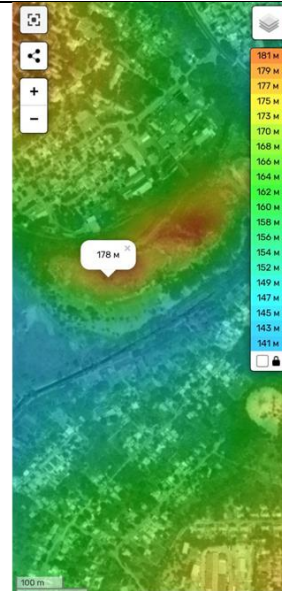 +
−
178 м
×
181 м
179 м
177 м
175 м
173 м
170 м
168 м
166 м
164 м
162 м
160 м
158 м
156 м
154 м
152 м
149 м
147 м
145 м
143 м
141 м
100 m